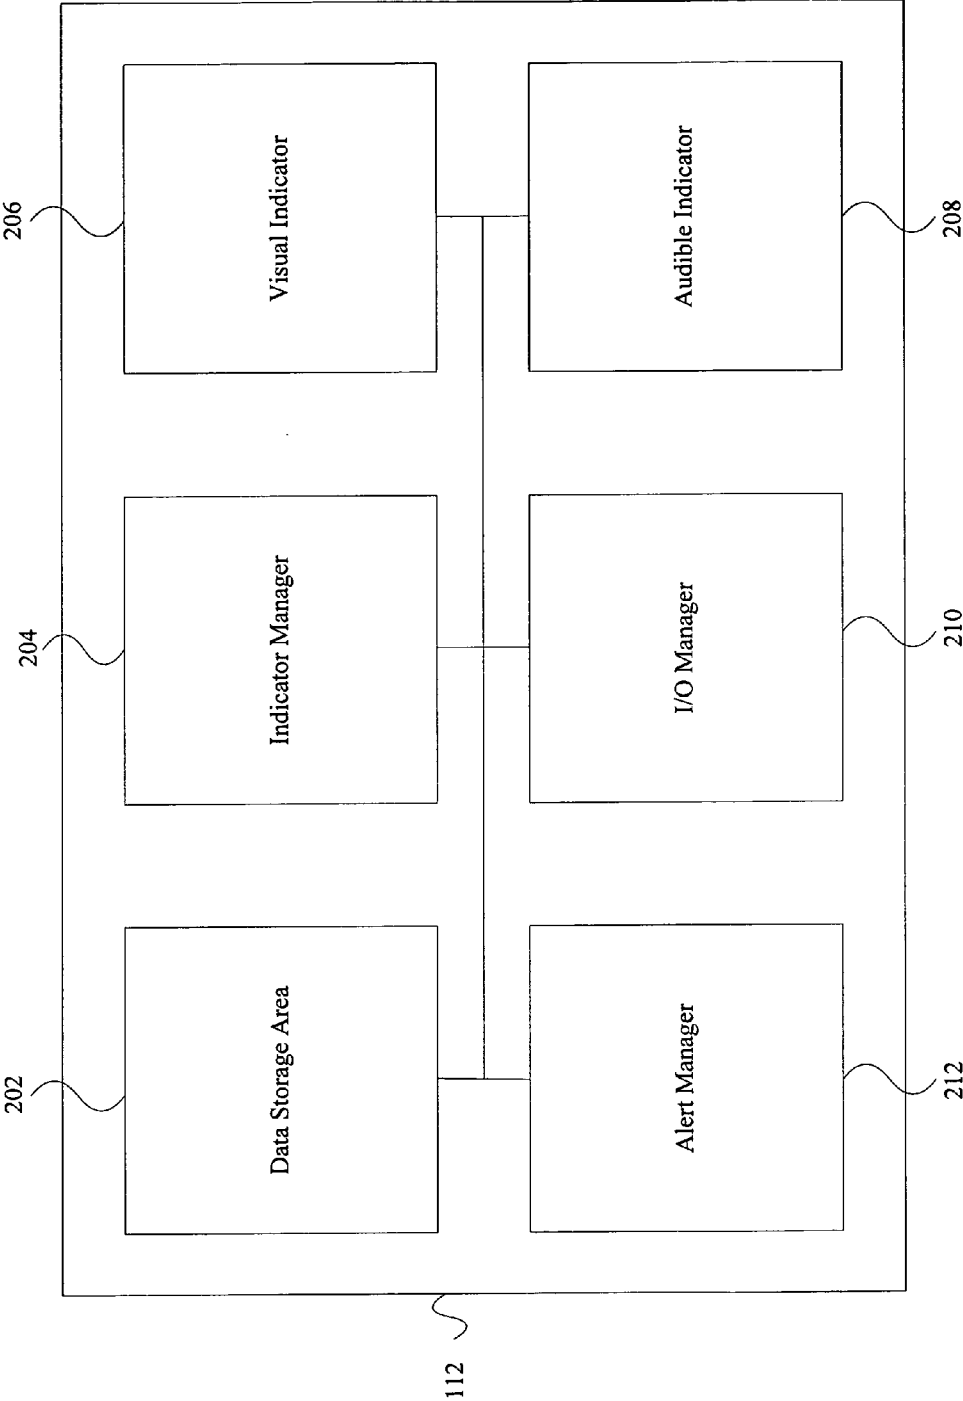 202
204
206
Data Storage Area
Indicator Manager
Visual Indicator
112
Alert Manager
I/O Manager
Audible Indicator
212
210
208